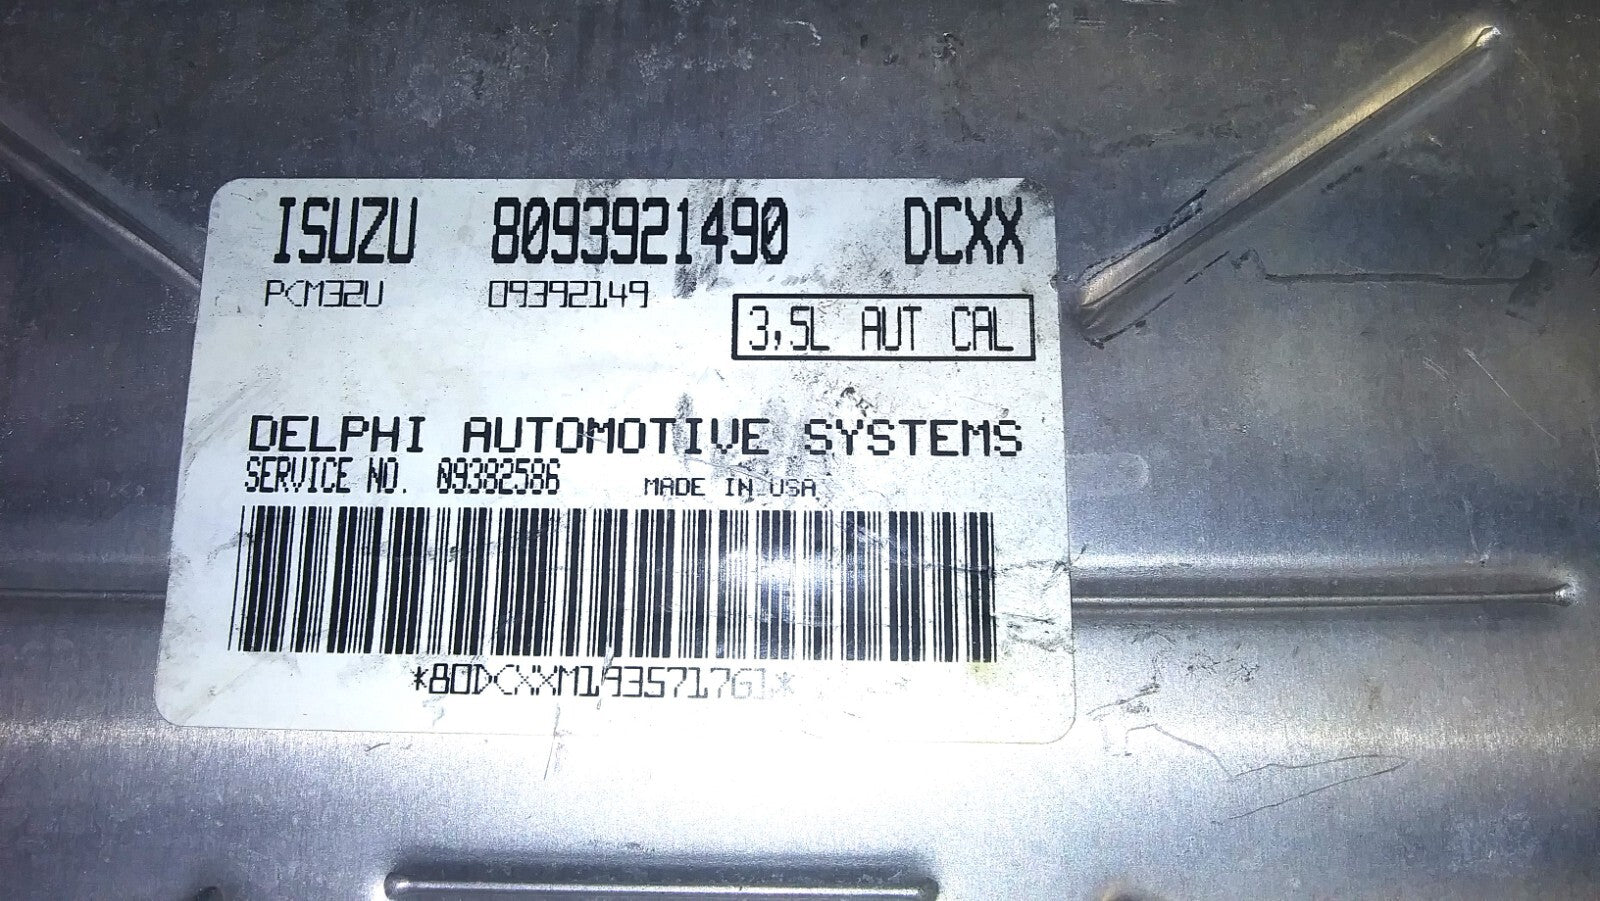 ISUZU 8093921490 DCXX
PCM32U 09392149
3,5L AUT CAL
DELPHI AUTOMOTIVE SYSTEMS
SERVICE NO. 09382586 MADE IN USA
*80DCXXM193571761*